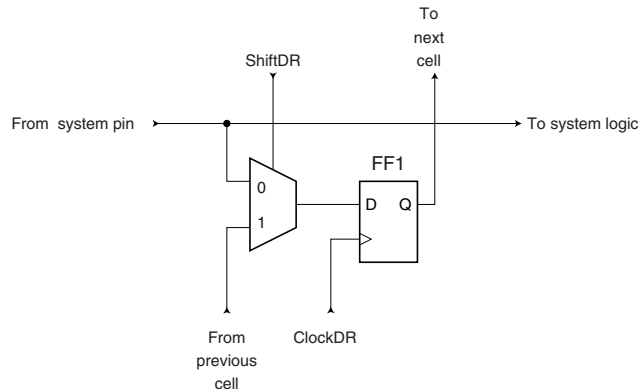 To
next
cell
ShiftDR
From system pin
To system logic
FF1
0
D Q
1
From
previous
cell
ClockDR